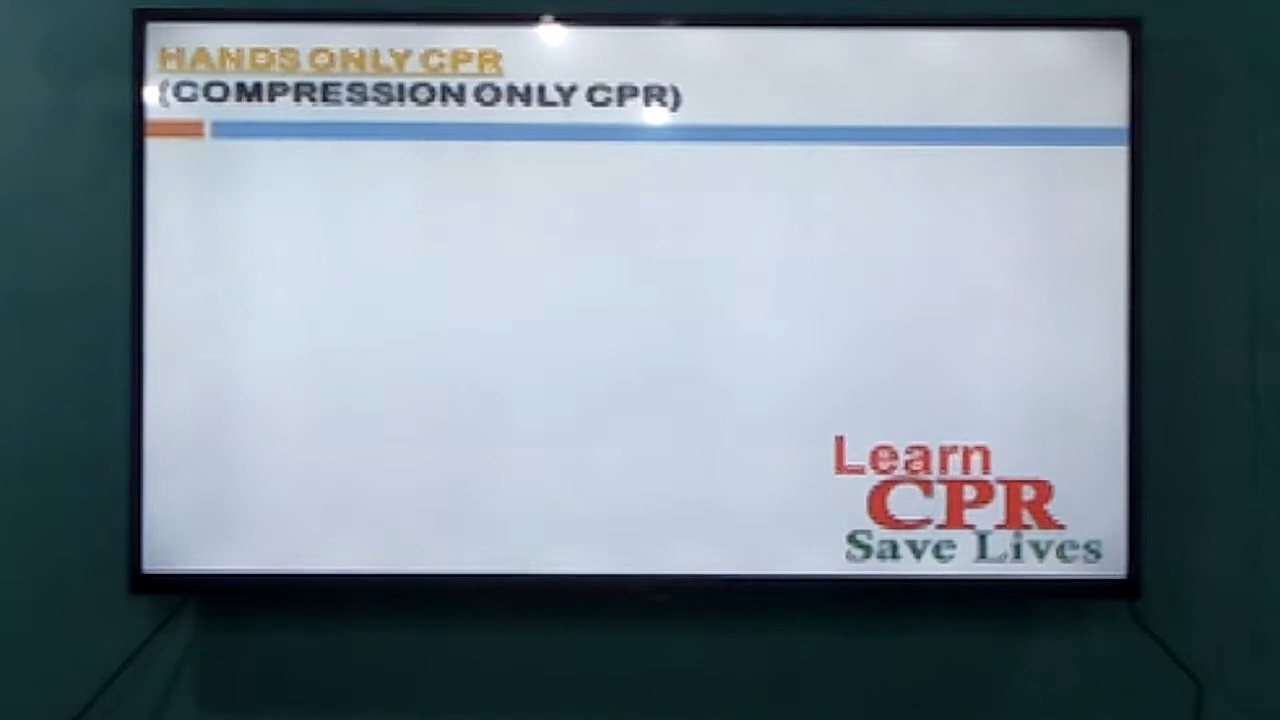 HANDS ONLY CPR
(COMPRESSION ONLY CPR)
Learn
CPR
Save Lives